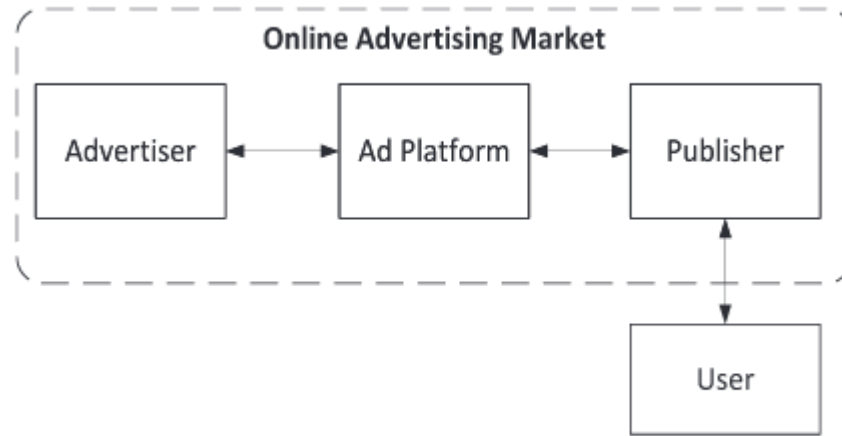 Online Advertising Market
Advertiser
Ad Platform
Publisher
User